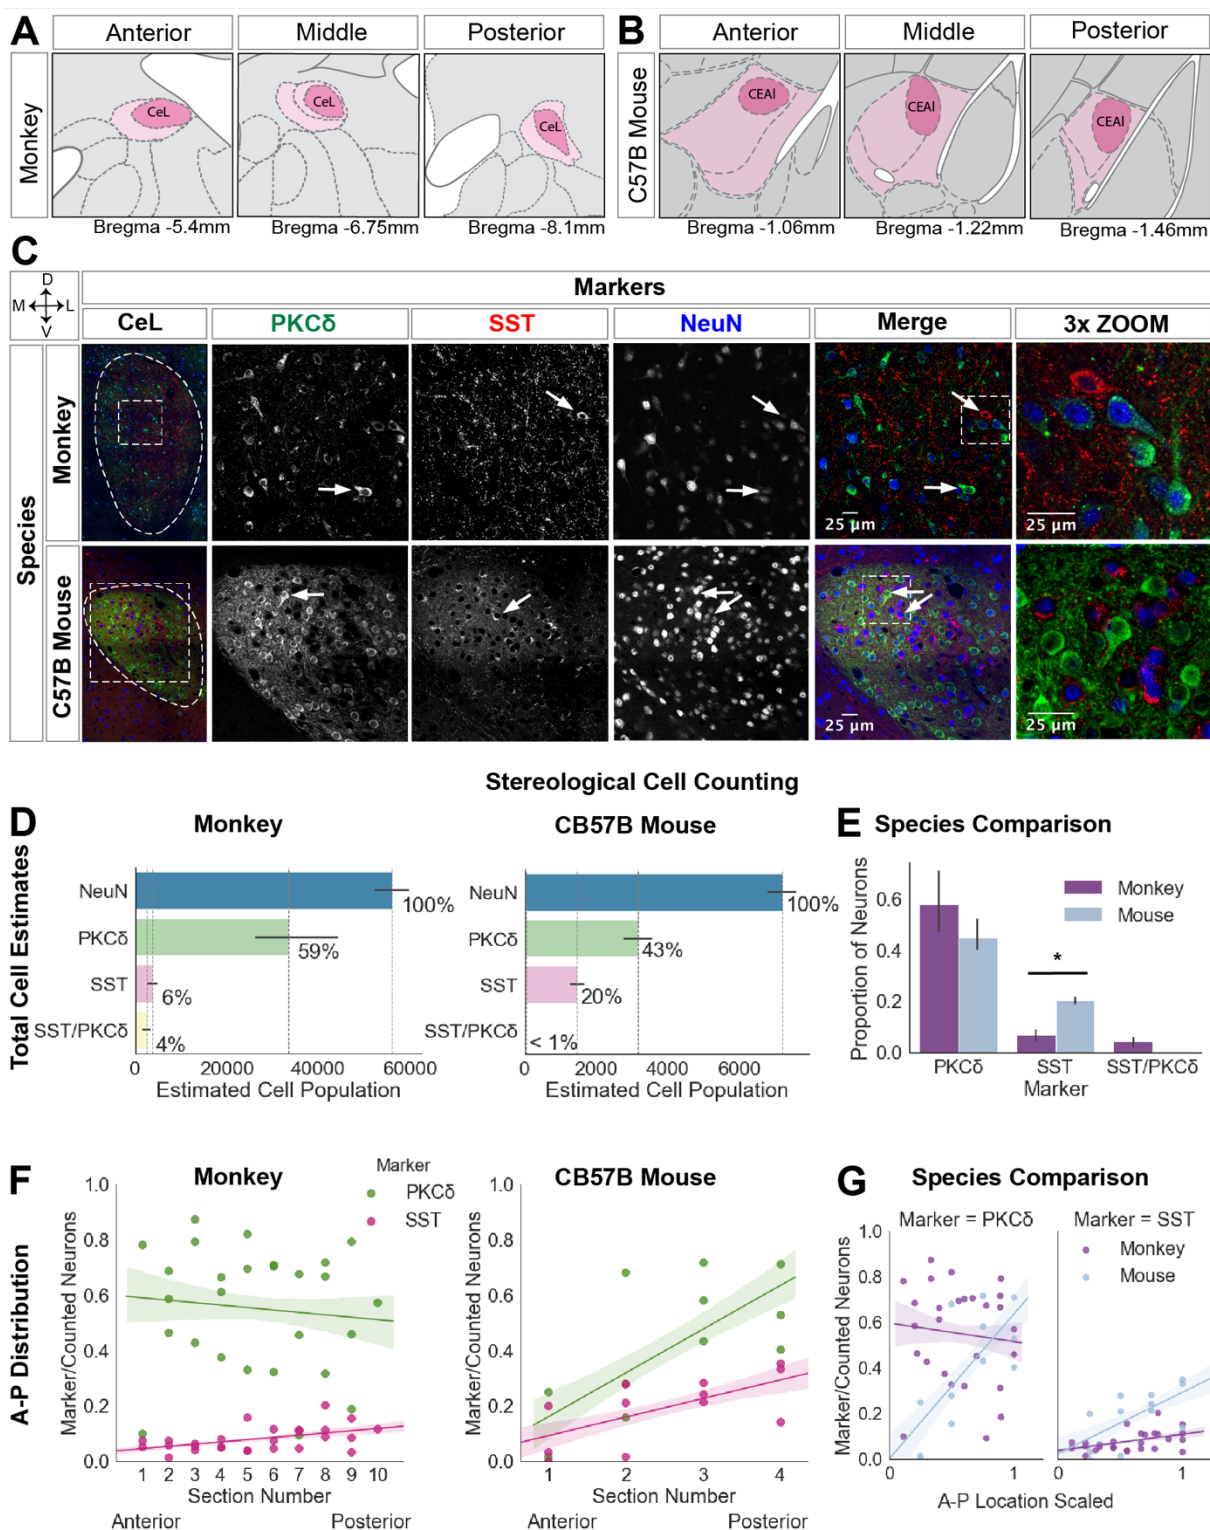 A
Anterior
Middle
Posterior
Monkey
CeL
CeL
CeL
Bregma -5.4mm
Bregma -6.75mm
Bregma -8.1mm
B
Anterior
Middle
Posterior
C57B Mouse
CEAl
CEAl
CEAl
Bregma -1.06mm
Bregma -1.22mm
Bregma -1.46mm
C
D
M
L
V
Markers
CeL
PKCδ
SST
NeuN
Merge
3x ZOOM
Species
Monkey
25 µm
25 µm
C57B Mouse
25 µm
25 µm
Stereological Cell Counting
D
Monkey
Total Cell Estimates
NeuN
100%
PKCδ
59%
SST
6%
SST/PKCδ
4%
0
20000
40000
60000
Estimated Cell Population
CB57B Mouse
NeuN
100%
PKCδ
43%
SST
20%
SST/PKCδ
< 1%
0
2000
4000
6000
Estimated Cell Population
E Species Comparison
Proportion of Neurons
0.6
0.4
0.2
0.0
Monkey
Mouse
*
PKCδ
SST
SST/PKCδ
Marker
F
Monkey
A-P Distribution
Marker
PKCδ
SST
Marker/Counted Neurons
1.0
0.8
0.6
0.4
0.2
0.0
1 2 3 4 5 6 7 8 9 10
Section Number
Anterior
Posterior
CB57B Mouse
Marker/Counted Neurons
1.0
0.8
0.6
0.4
0.2
0.0
1 2 3 4
Section Number
Anterior
Posterior
G
Species Comparison
Marker = PKCδ
Marker = SST
Monkey
Mouse
Marker/Counted Neurons
1.0
0.8
0.6
0.4
0.2
0.0
0 1
0 1
A-P Location Scaled